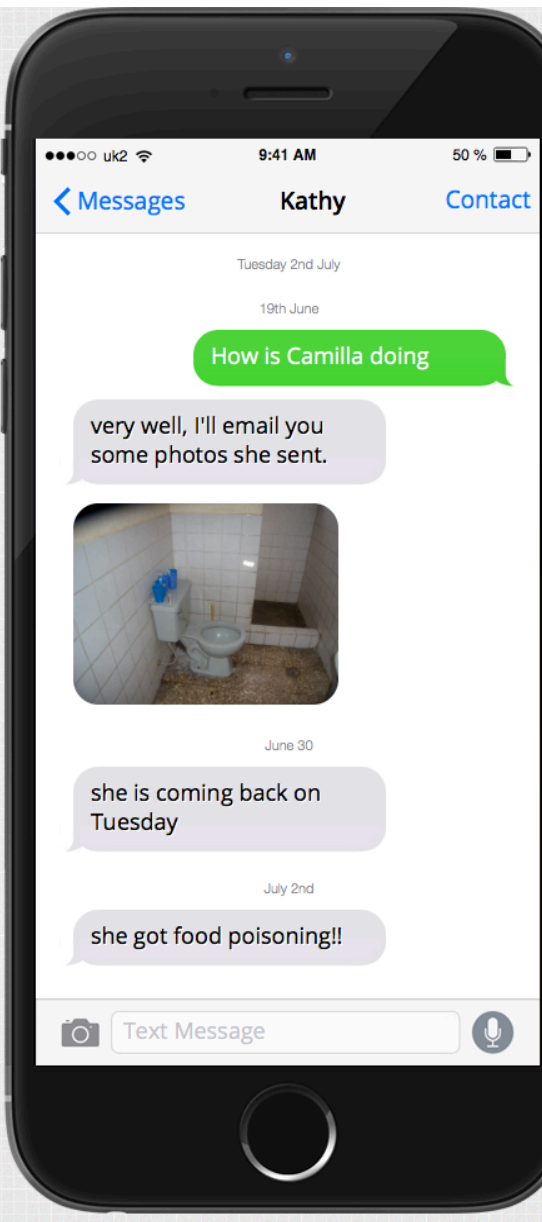 uk2 9:41 AM 50 %
Messages Kathy Contact
Tuesday 2nd July
19th June
How is Camilla doing
very well, I'll email you
some photos she sent.
June 30
she is coming back on
Tuesday
July 2nd
she got food poisoning!!
Text Message